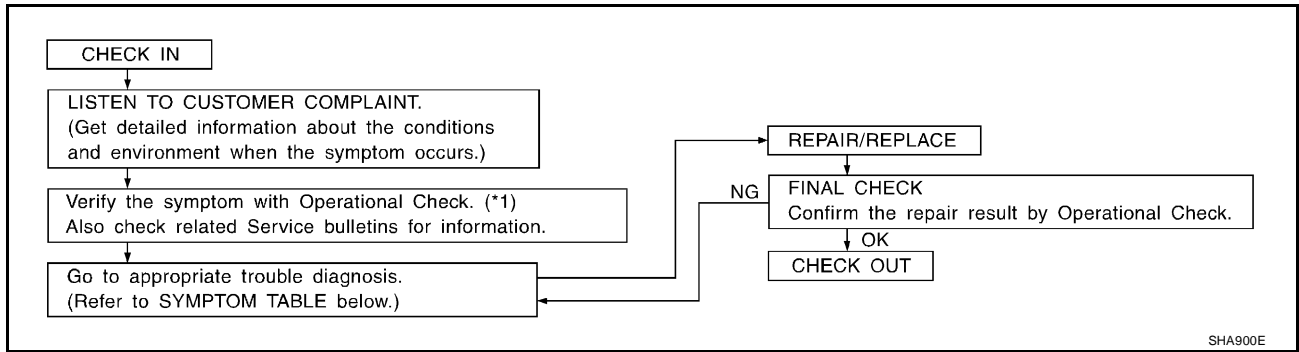 CHECK IN
LISTEN TO CUSTOMER COMPLAINT.
(Get detailed information about the conditions
and environment when the symptom occurs.)
Verify the symptom with Operational Check. (*1)
Also check related Service bulletins for information.
Go to appropriate trouble diagnosis.
(Refer to SYMPTOM TABLE below.)
REPAIR/REPLACE
NG
FINAL CHECK
Confirm the repair result by Operational Check.
OK
CHECK OUT
SHA900E